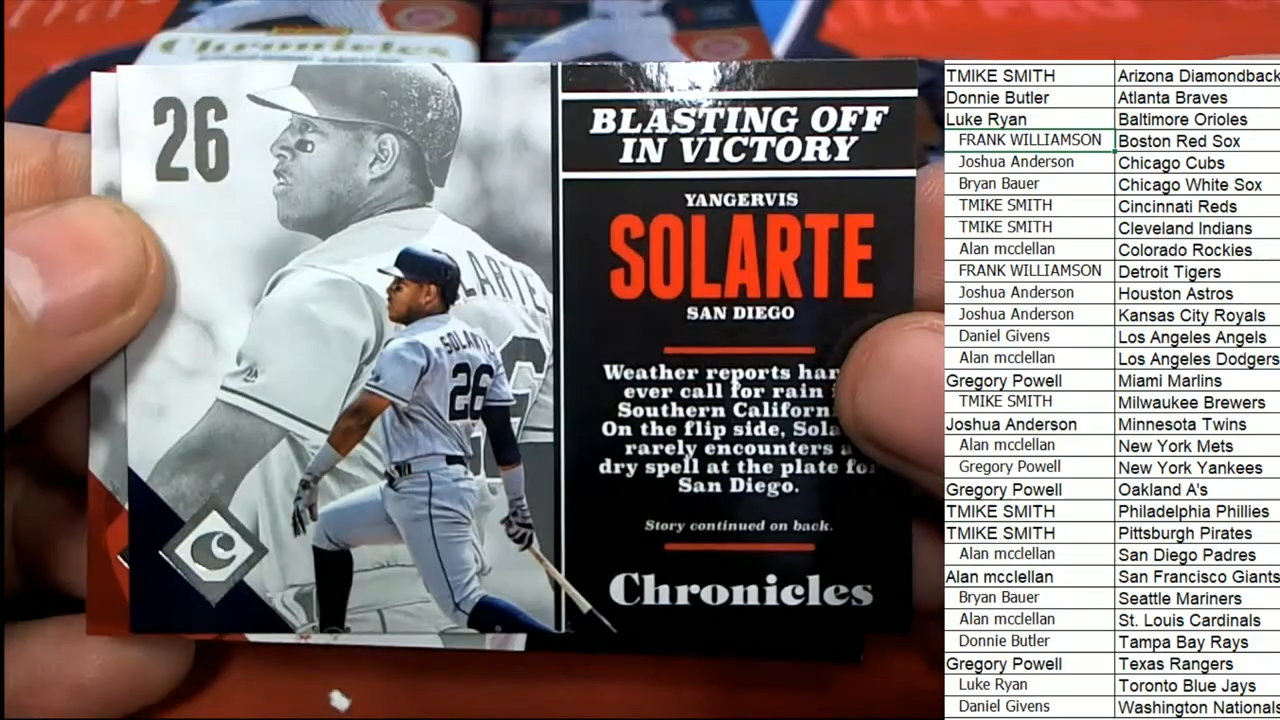 Chronicles
26
BLASTING OFF
IN VICTORY
YANGERVIS
SOLARTE
SAN DIEGO
Weather reports har
ever call for rain
Southern Californ
On the flip side, Sola
rarely encounters a
dry spell at the plate for
San Diego.
Story continued on back.
Chronicles
SOLARTE
26
C
TMIKE SMITH Arizona Diamondback
Donnie Butler Atlanta Braves
Luke Ryan Baltimore Orioles
FRANK WILLIAMSON Boston Red Sox
Joshua Anderson Chicago Cubs
Bryan Bauer Chicago White Sox
TMIKE SMITH Cincinnati Reds
TMIKE SMITH Cleveland Indians
Alan mcclellan Colorado Rockies
FRANK WILLIAMSON Detroit Tigers
Joshua Anderson Houston Astros
Joshua Anderson Kansas City Royals
Daniel Givens Los Angeles Angels
Alan mcclellan Los Angeles Dodgers
Gregory Powell Miami Marlins
TMIKE SMITH Milwaukee Brewers
Joshua Anderson Minnesota Twins
Alan mcclellan New York Mets
Gregory Powell New York Yankees
Gregory Powell Oakland A's
TMIKE SMITH Philadelphia Phillies
TMIKE SMITH Pittsburgh Pirates
Alan mcclellan San Diego Padres
Alan mcclellan San Francisco Giants
Bryan Bauer Seattle Mariners
Alan mcclellan St. Louis Cardinals
Donnie Butler Tampa Bay Rays
Gregory Powell Texas Rangers
Luke Ryan Toronto Blue Jays
Daniel Givens Washington Nationals